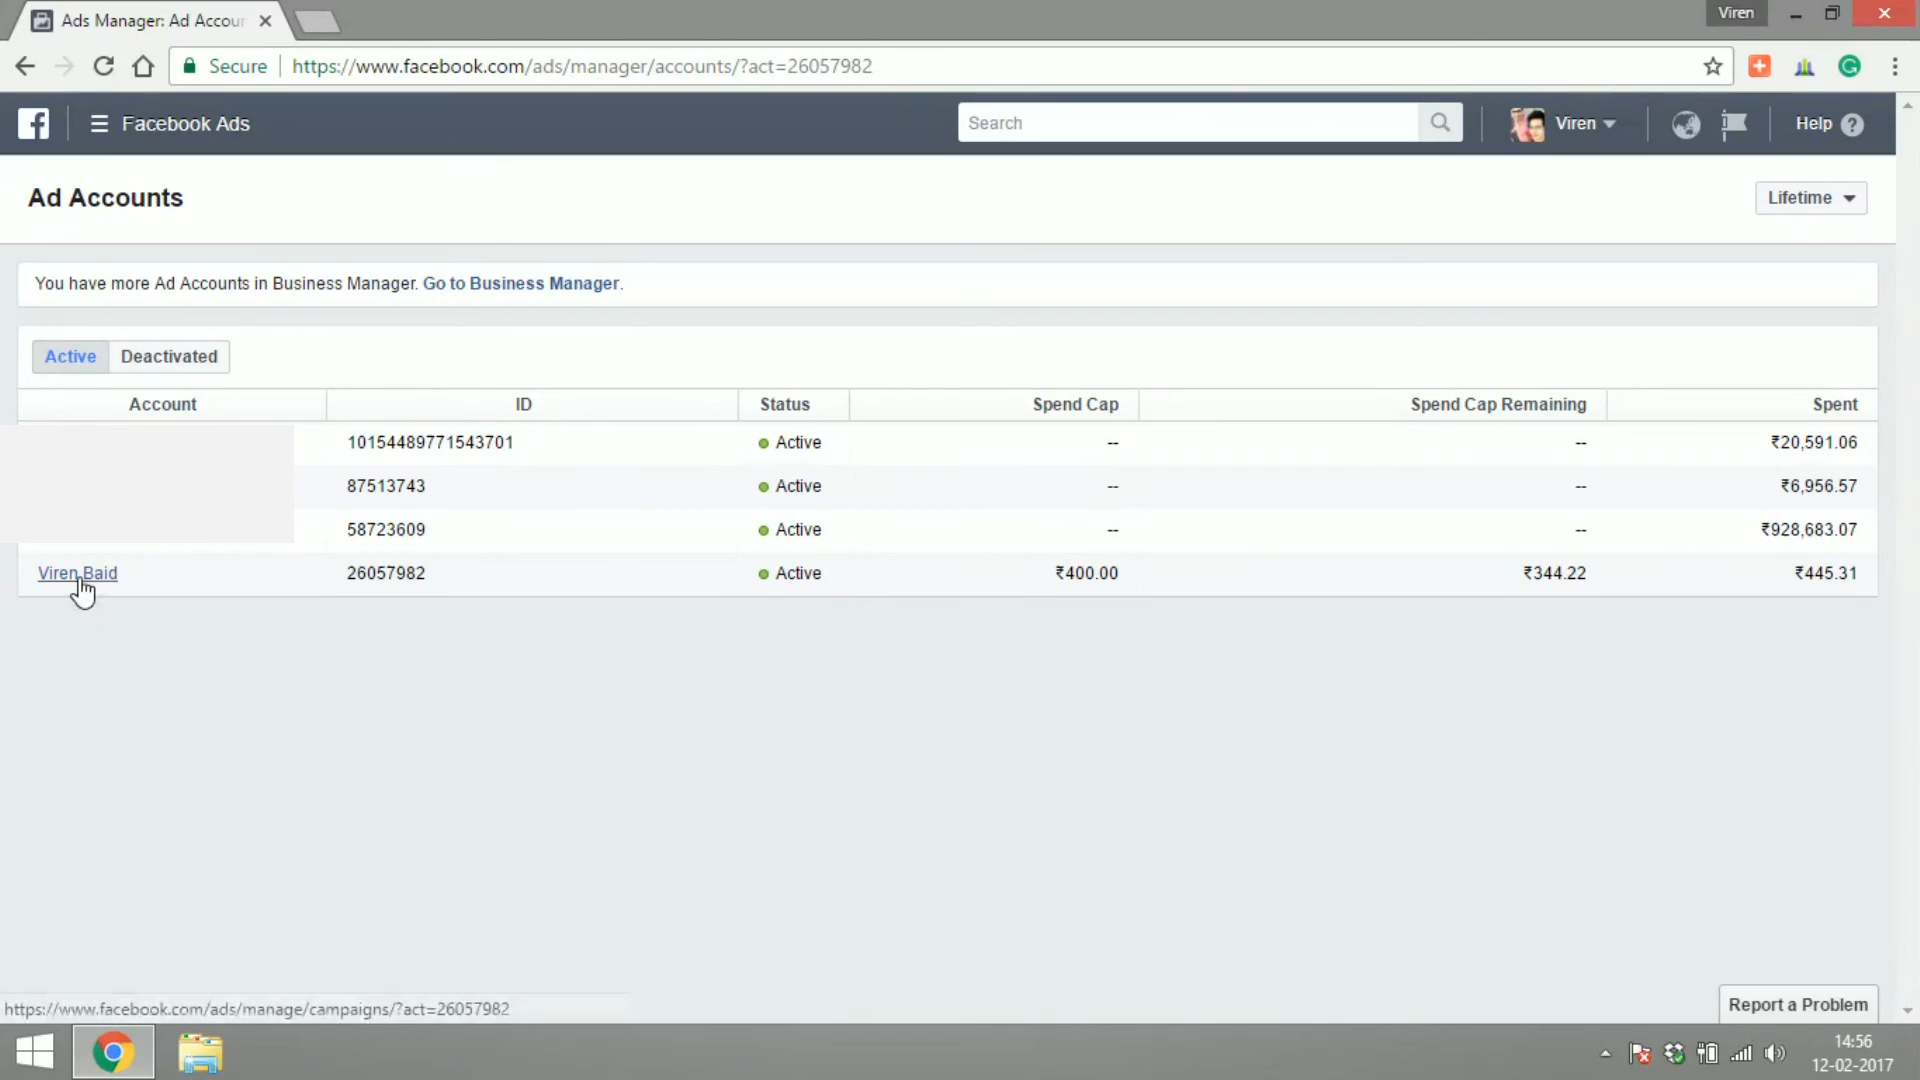 Ads Manager: Ad Accour
Viren
Secure https://www.facebook.com/ads/manager/accounts/?act=26057982
Facebook Ads
Search
Viren
Help
Ad Accounts
Lifetime
You have more Ad Accounts in Business Manager. Go to Business Manager.
Active Deactivated
Account ID Status Spend Cap Spend Cap Remaining Spent
10154489771543701 Active -- -- ₹20,591.06
87513743 Active -- -- ₹6,956.57
58723609 Active -- -- ₹928,683.07
Viren Baid 26057982 Active ₹400.00 ₹344.22 ₹445.31
Report a Problem
https://www.facebook.com/ads/manage/campaigns/?act=26057982
14:56
12-02-2017